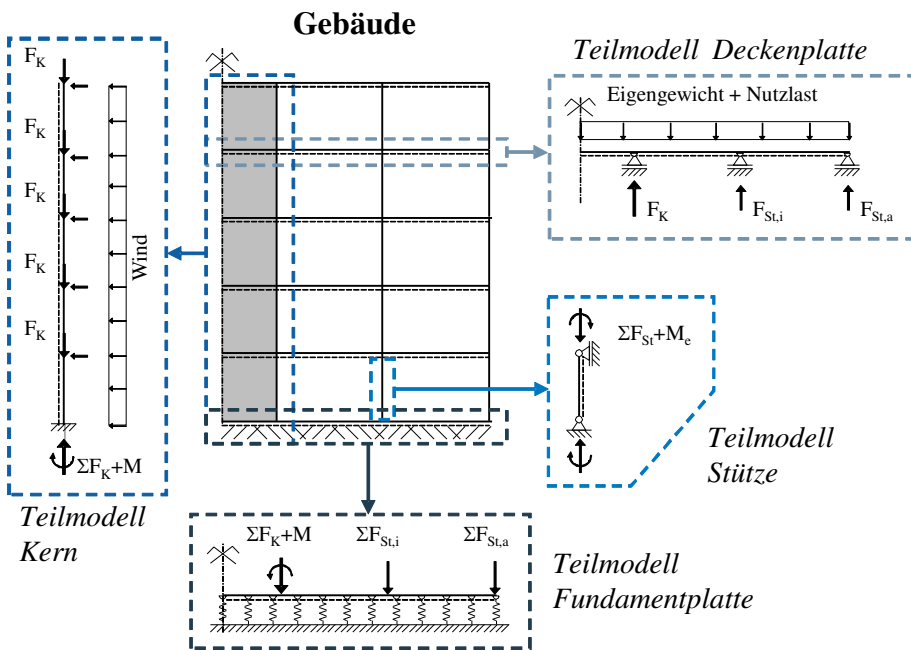 Gebäude
Teilmodell Deckenplatte
Eigengewicht + Nutzlast
F_K
F_St,i
F_St,a
F_K
F_K
F_K
F_K
F_K
Wind
ΣF_K+M
Teilmodell
Kern
ΣF_St+M_e
Teilmodell
Stütze
ΣF_K+M
ΣF_St,i
ΣF_St,a
Teilmodell
Fundamentplatte